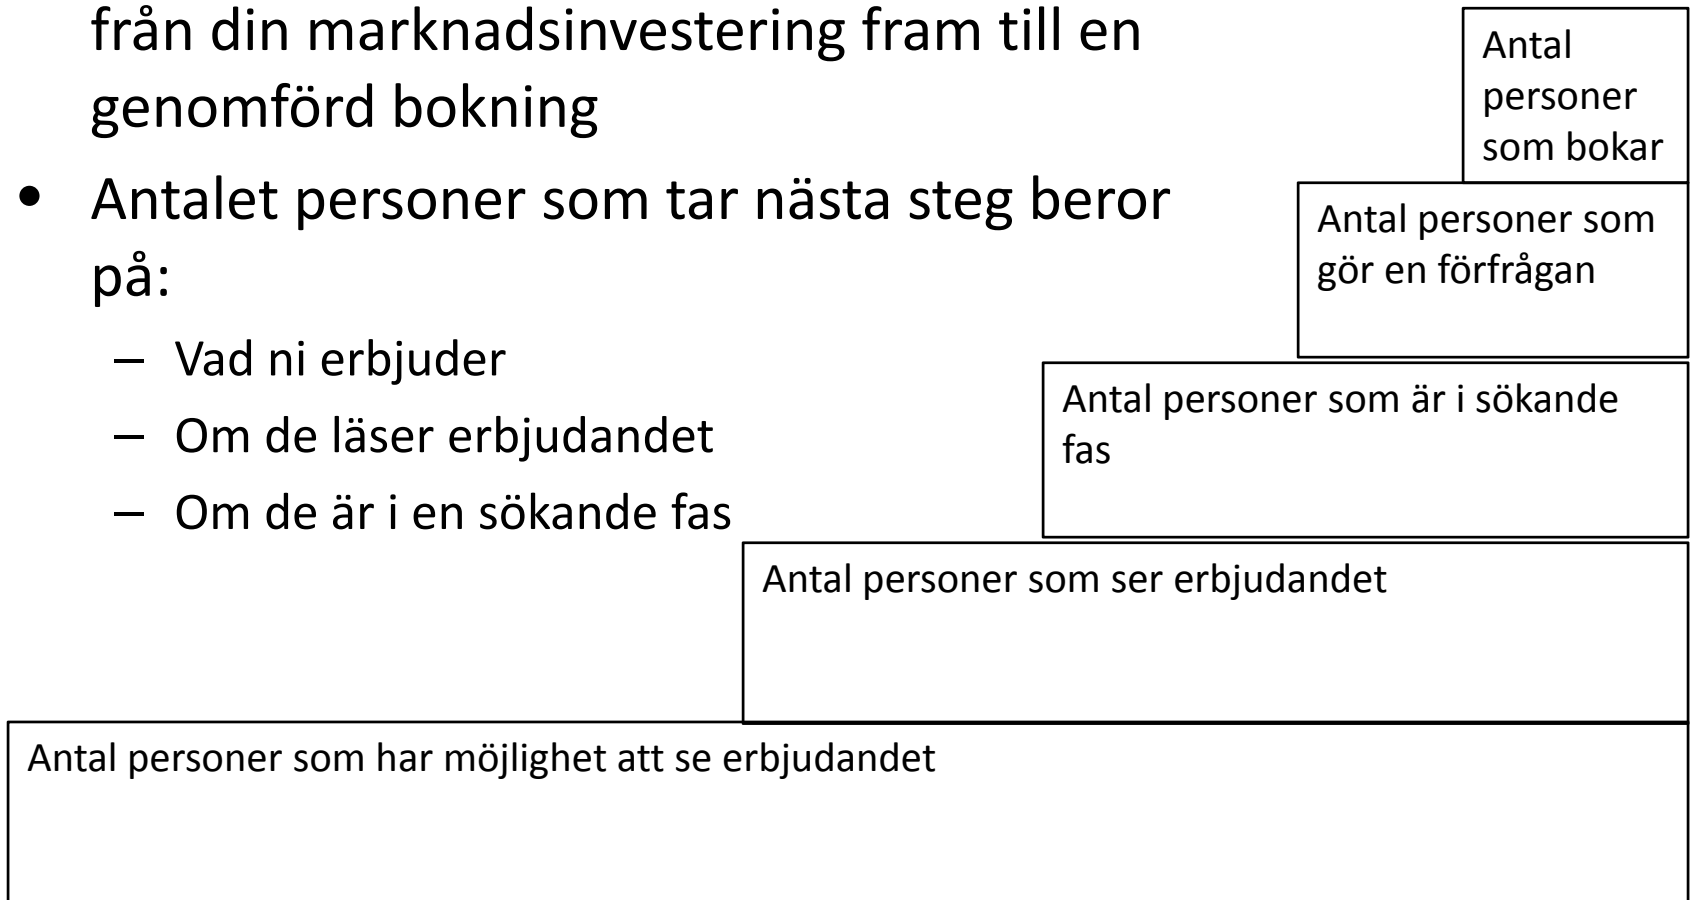 från din marknadsinvestering fram till en
genomförd bokning
• Antalet personer som tar nästa steg beror
på:
– Vad ni erbjuder
– Om de läser erbjudandet
– Om de är i en sökande fas
Antal
personer
som bokar
Antal personer som
gör en förfrågan
Antal personer som är i sökande
fas
Antal personer som ser erbjudandet
Antal personer som har möjlighet att se erbjudandet